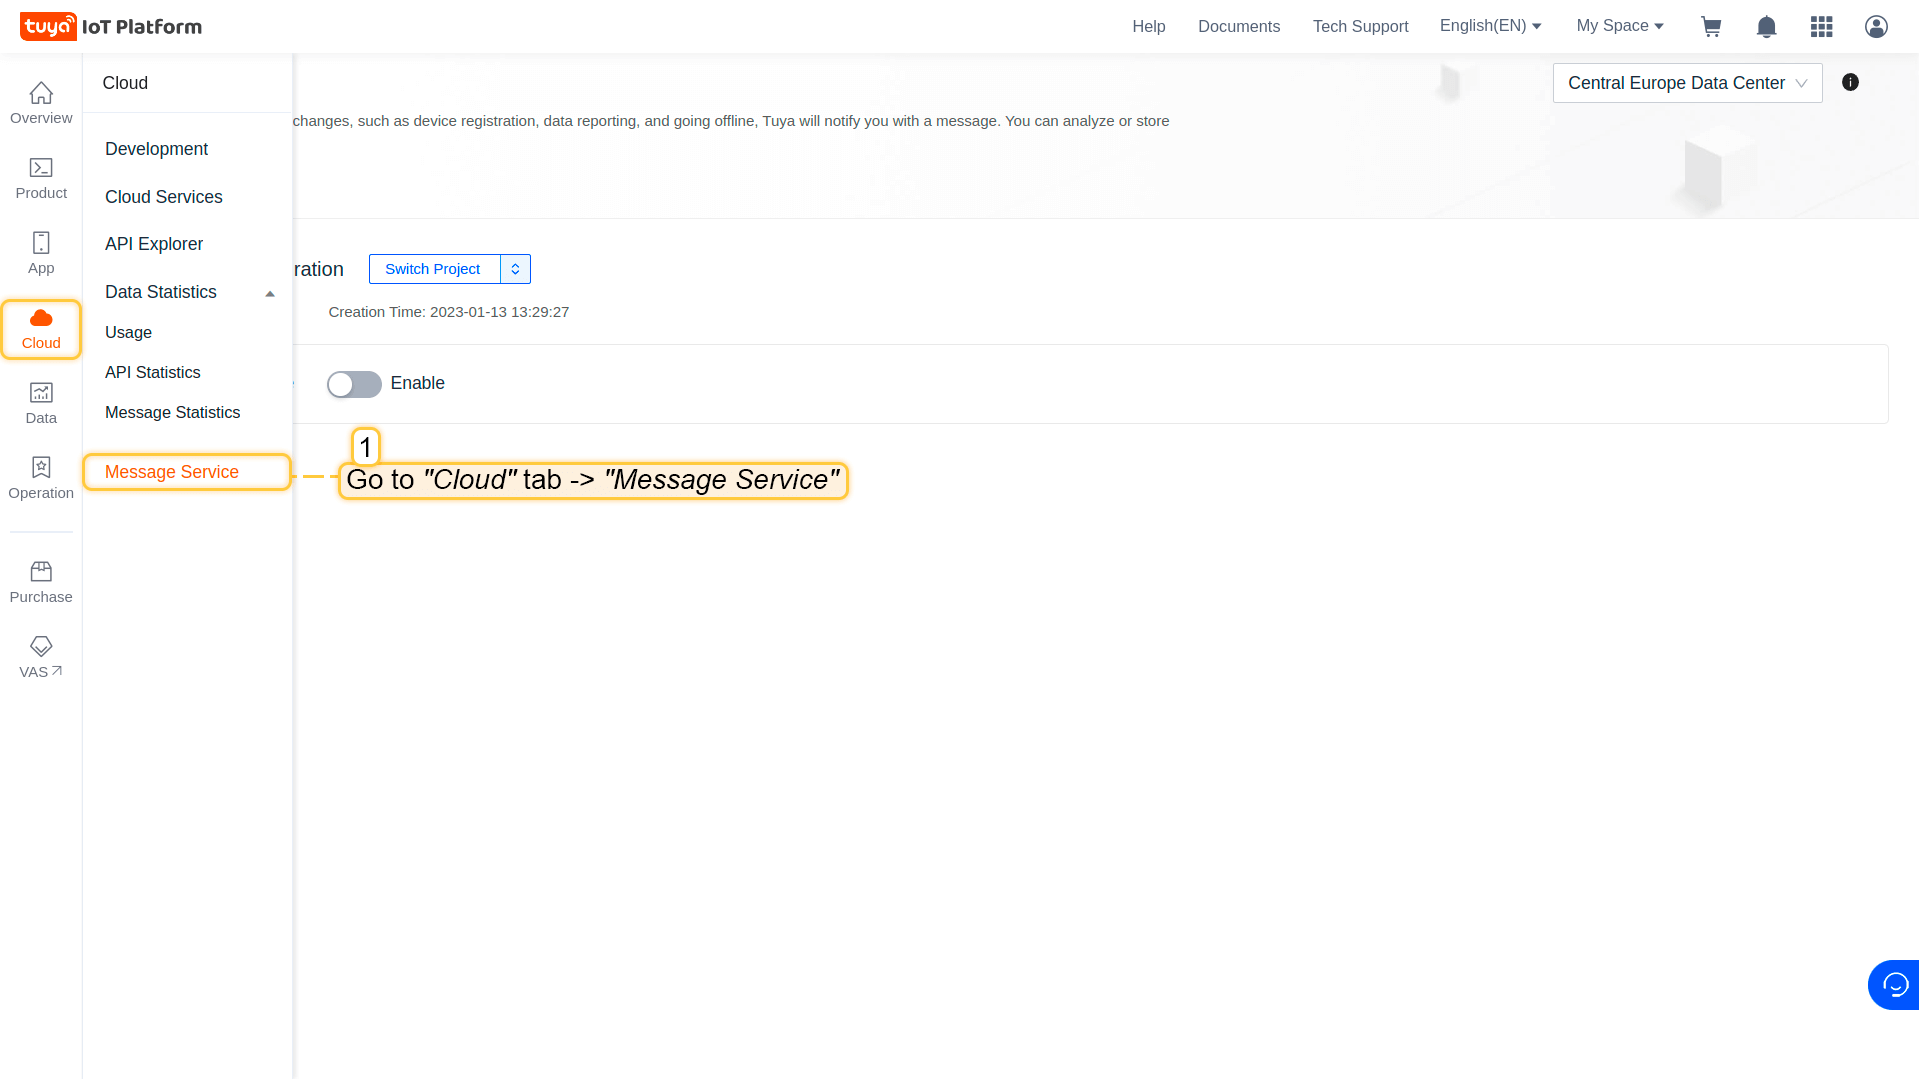 tuya IoT Platform
Help Documents Tech Support English(EN) My Space
Cloud
Central Europe Data Center
Overview
changes, such as device registration, data reporting, and going offline, Tuya will notify you with a message. You can analyze or store
Development
Product
Cloud Services
API Explorer
App
ration Switch Project
Data Statistics
Creation Time: 2023-01-13 13:29:27
Cloud
Usage
API Statistics
Enable
Data
Message Statistics
1
Message Service
Go to "Cloud" tab -> "Message Service"
Operation
Purchase
VAS